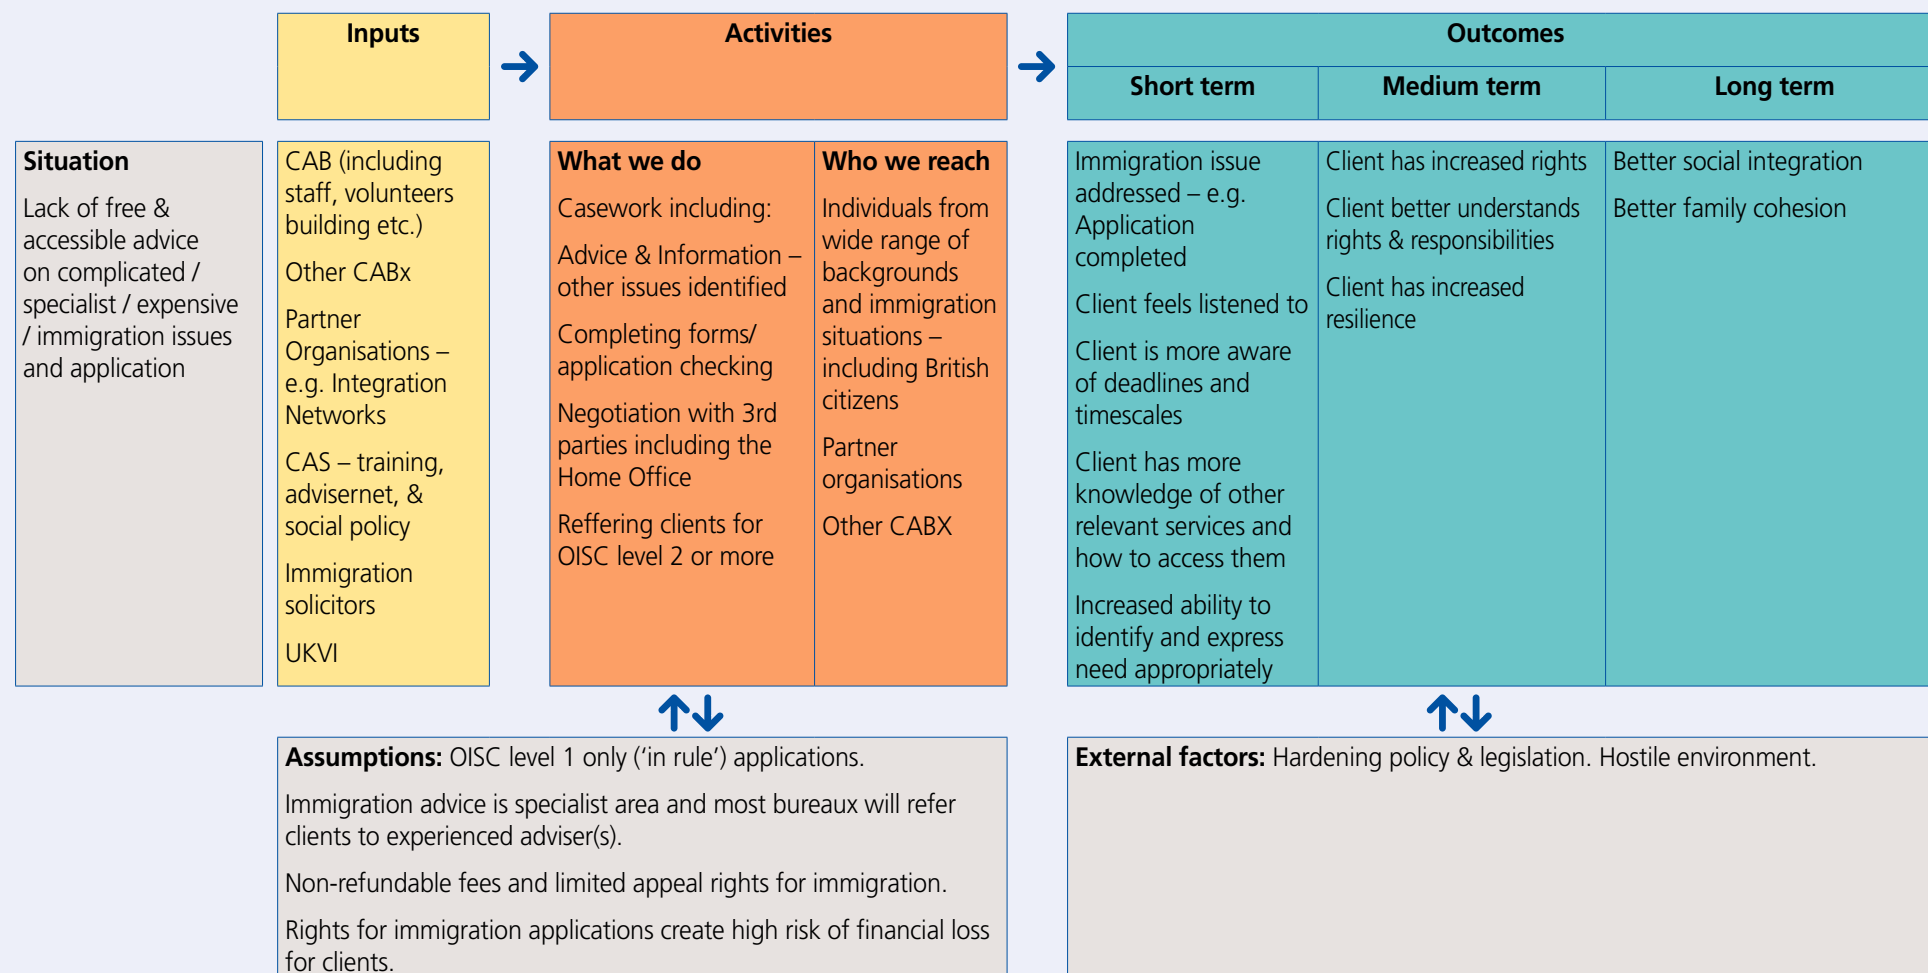 Inputs
Activities
Outcomes
Short term
Medium term
Long term
Situation
Lack of free &
accessible advice
on complicated /
specialist / expensive
/ immigration issues
and application
CAB (including
staff, volunteers
building etc.)
Other CABx
Partner
Organisations –
e.g. Integration
Networks
CAS – training,
advisernet, &
social policy
Immigration
solicitors
UKVI
What we do
Casework including:
Advice & Information –
other issues identified
Completing forms/
application checking
Negotiation with 3rd
parties including the
Home Office
Reffering clients for
OISC level 2 or more
Who we reach
Individuals from
wide range of
backgrounds
and immigration
situations –
including British
citizens
Partner
organisations
Other CABX
Immigration issue
addressed – e.g.
Application
completed
Client feels listened to
Client is more aware
of deadlines and
timescales
Client has more
knowledge of other
relevant services and
how to access them
Increased ability to
identify and express
need appropriately
Client has increased rights
Client better understands
rights & responsibilities
Client has increased
resilience
Better social integration
Better family cohesion
Assumptions: OISC level 1 only (‘in rule’) applications.
Immigration advice is specialist area and most bureaux will refer
clients to experienced adviser(s).
Non-refundable fees and limited appeal rights for immigration.
Rights for immigration applications create high risk of financial loss
for clients.
External factors: Hardening policy & legislation. Hostile environment.